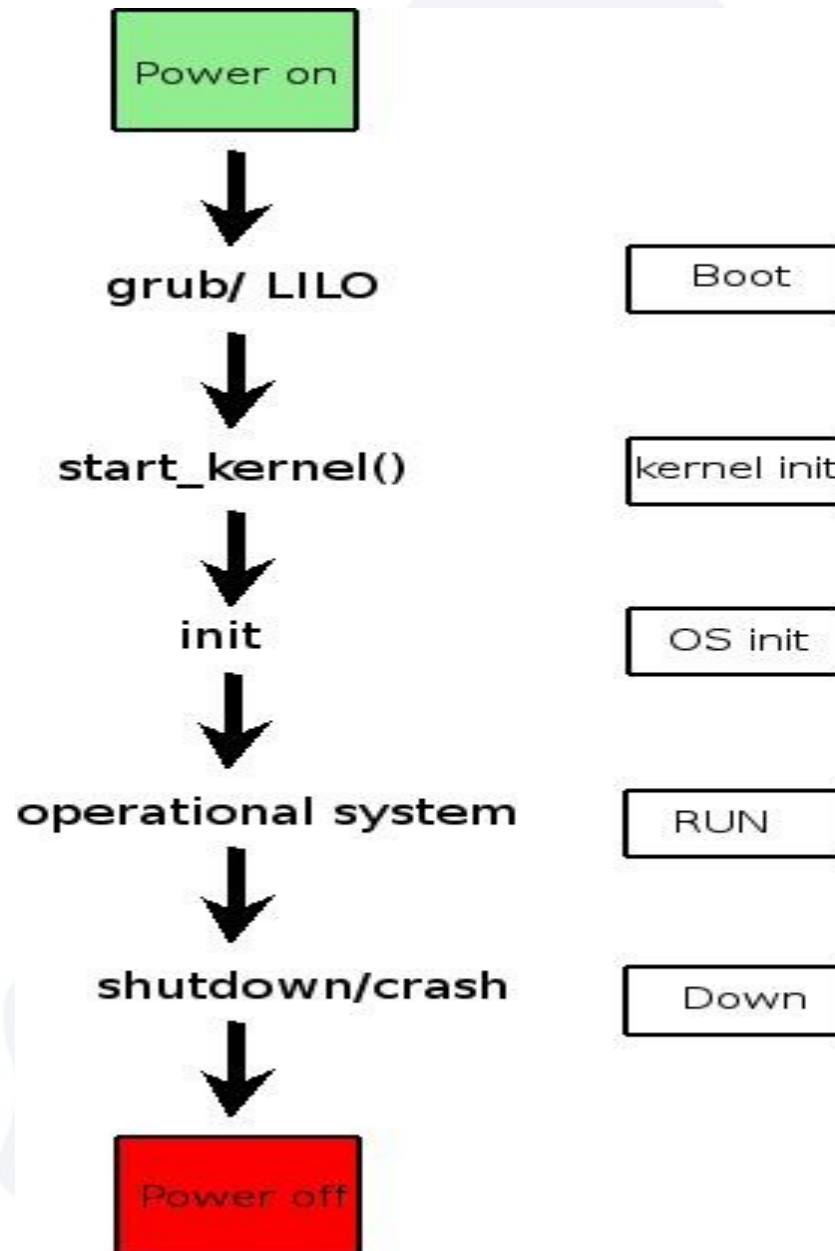 Power on
grub/ LILO
Boot
start_kernel()
kernel init
init
OS init
operational system
RUN
shutdown/crash
Down
Power off